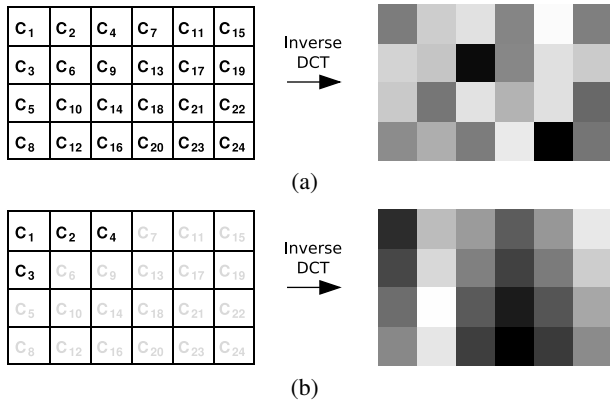 C1 C2 C4 C7 C11 C15
C3 C6 C9 C13 C17 C19
C5 C10 C14 C18 C21 C22
C8 C12 C16 C20 C23 C24
Inverse
DCT
(a)
C1 C2 C4 C7 C11 C15
C3 C6 C9 C13 C17 C19
C5 C10 C14 C18 C21 C22
C8 C12 C16 C20 C23 C24
Inverse
DCT
(b)